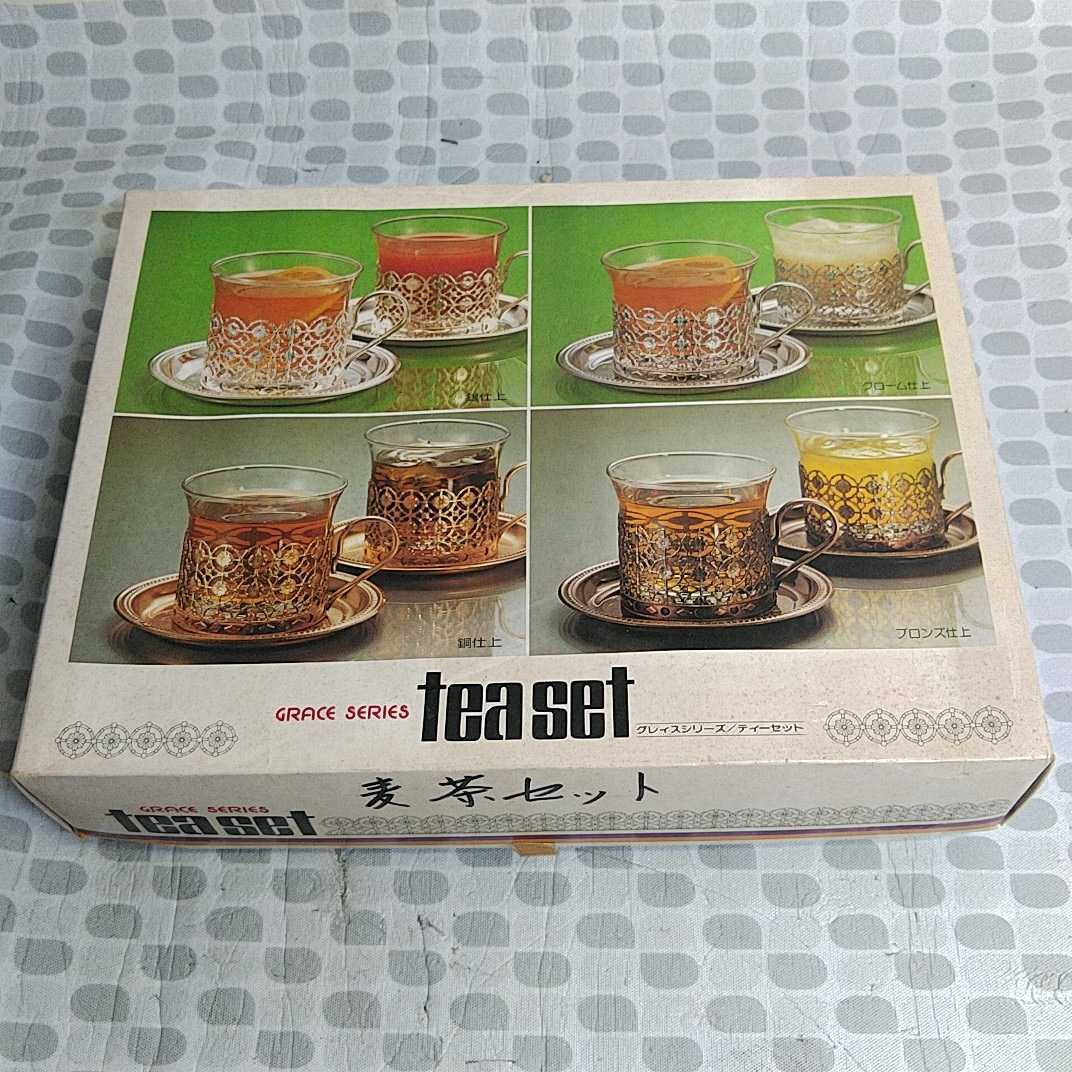 銀仕上
クローム仕上
銅仕上
ブロンズ仕上
GRACE SERIES tea set グレイスシリーズ/ティーセット
麦茶セット
GRACE SERIES
tea set